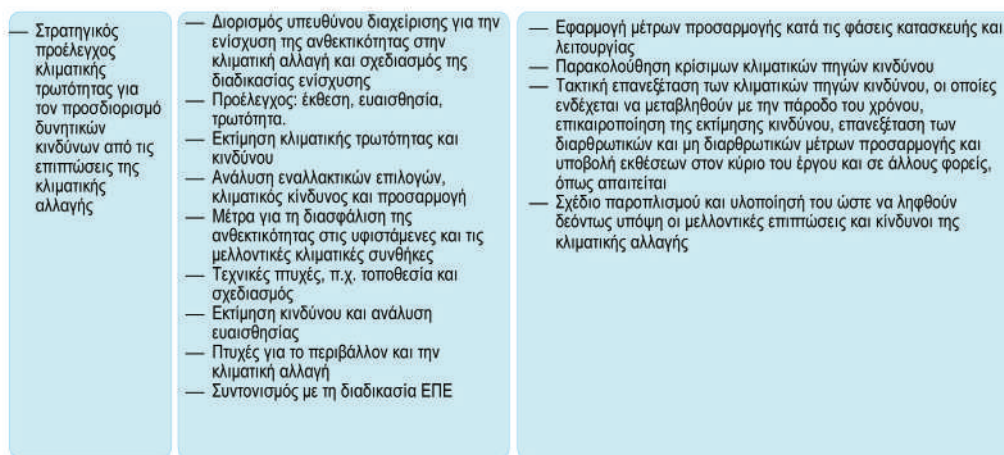 — Στρατηγικός
προέλεγχος
κλιματικής
τρωτότητας για
τον προσδιορισμό
δυνητικών
κινδύνων από τις
επιπτώσεις της
κλιματικής
αλλαγής
— Διορισμός υπευθύνου διαχείρισης για την
ενίσχυση της ανθεκτικότητας στην
κλιματική αλλαγή και σχεδιασμός της
διαδικασίας ενίσχυσης
— Προέλεγχος: έκθεση, ευαισθησία,
τρωτότητα.
— Εκτίμηση κλιματικής τρωτότητας και
κινδύνου
— Ανάλυση εναλλακτικών επιλογών,
κλιματικός κίνδυνος και προσαρμογή
— Μέτρα για τη διασφάλιση της
ανθεκτικότητας στις υφιστάμενες και τις
μελλοντικές κλιματικές συνθήκες
— Τεχνικές πτυχές, π.χ. τοποθεσία και
σχεδιασμός
— Εκτίμηση κινδύνου και ανάλυση
ευαισθησίας
— Πτυχές για το περιβάλλον και την
κλιματική αλλαγή
— Συντονισμός με τη διαδικασία ΕΠΕ
— Εφαρμογή μέτρων προσαρμογής κατά τις φάσεις κατασκευής και
λειτουργίας
— Παρακολούθηση κρίσιμων κλιματικών πηγών κινδύνου
— Τακτική επανεξέταση των κλιματικών πηγών κινδύνου, οι οποίες
ενδέχεται να μεταβληθούν με την πάροδο του χρόνου,
επικαιροποίηση της εκτίμησης κινδύνου, επανεξέταση των
διαρθρωτικών και μη διαρθρωτικών μέτρων προσαρμογής και
υποβολή εκθέσεων στον κύριο του έργου και σε άλλους φορείς,
όπως απαιτείται
— Σχέδιο παροπλισμού και υλοποίησή του ώστε να ληφθούν
δεόντως υπόψη οι μελλοντικές επιπτώσεις και κίνδυνοι της
κλιματικής αλλαγής